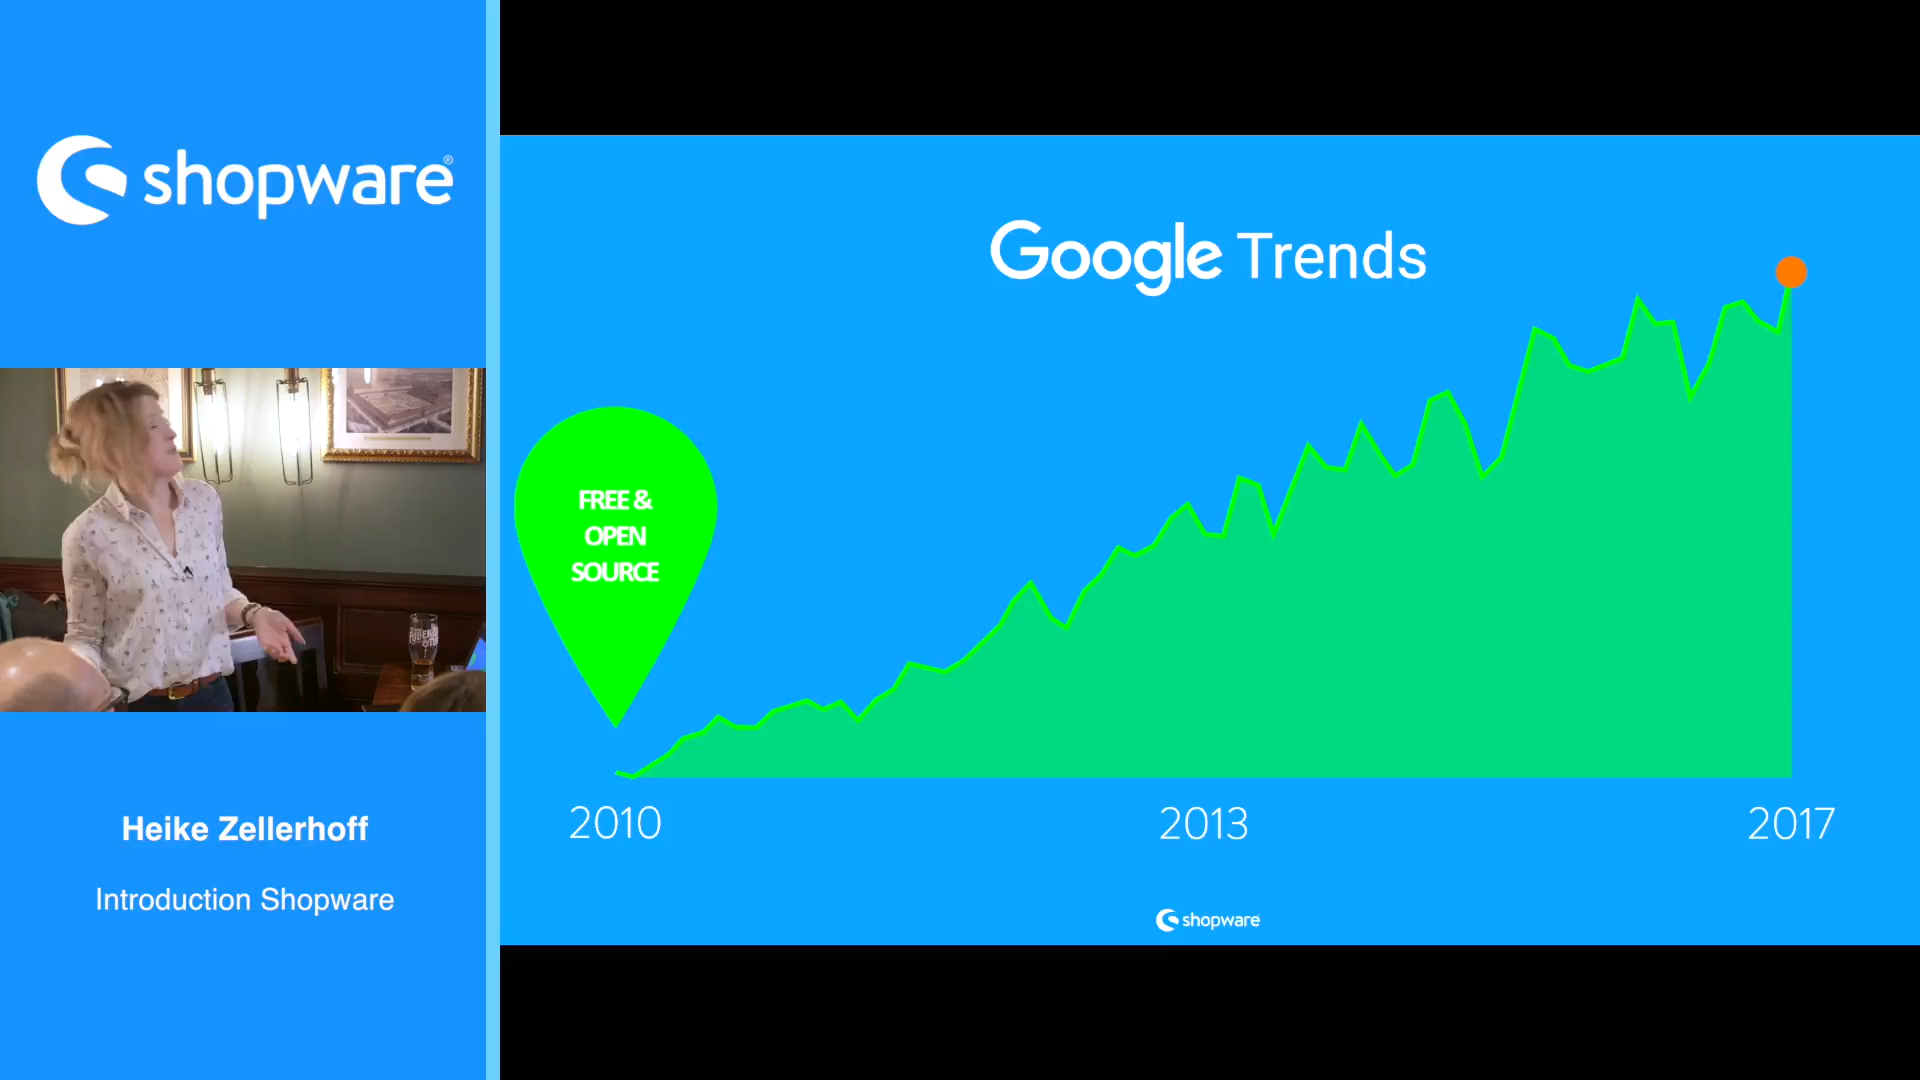 shopware®
Heike Zellerhoff
Introduction Shopware
Google Trends
FREE &
OPEN
SOURCE
2010
2013
2017
shopware